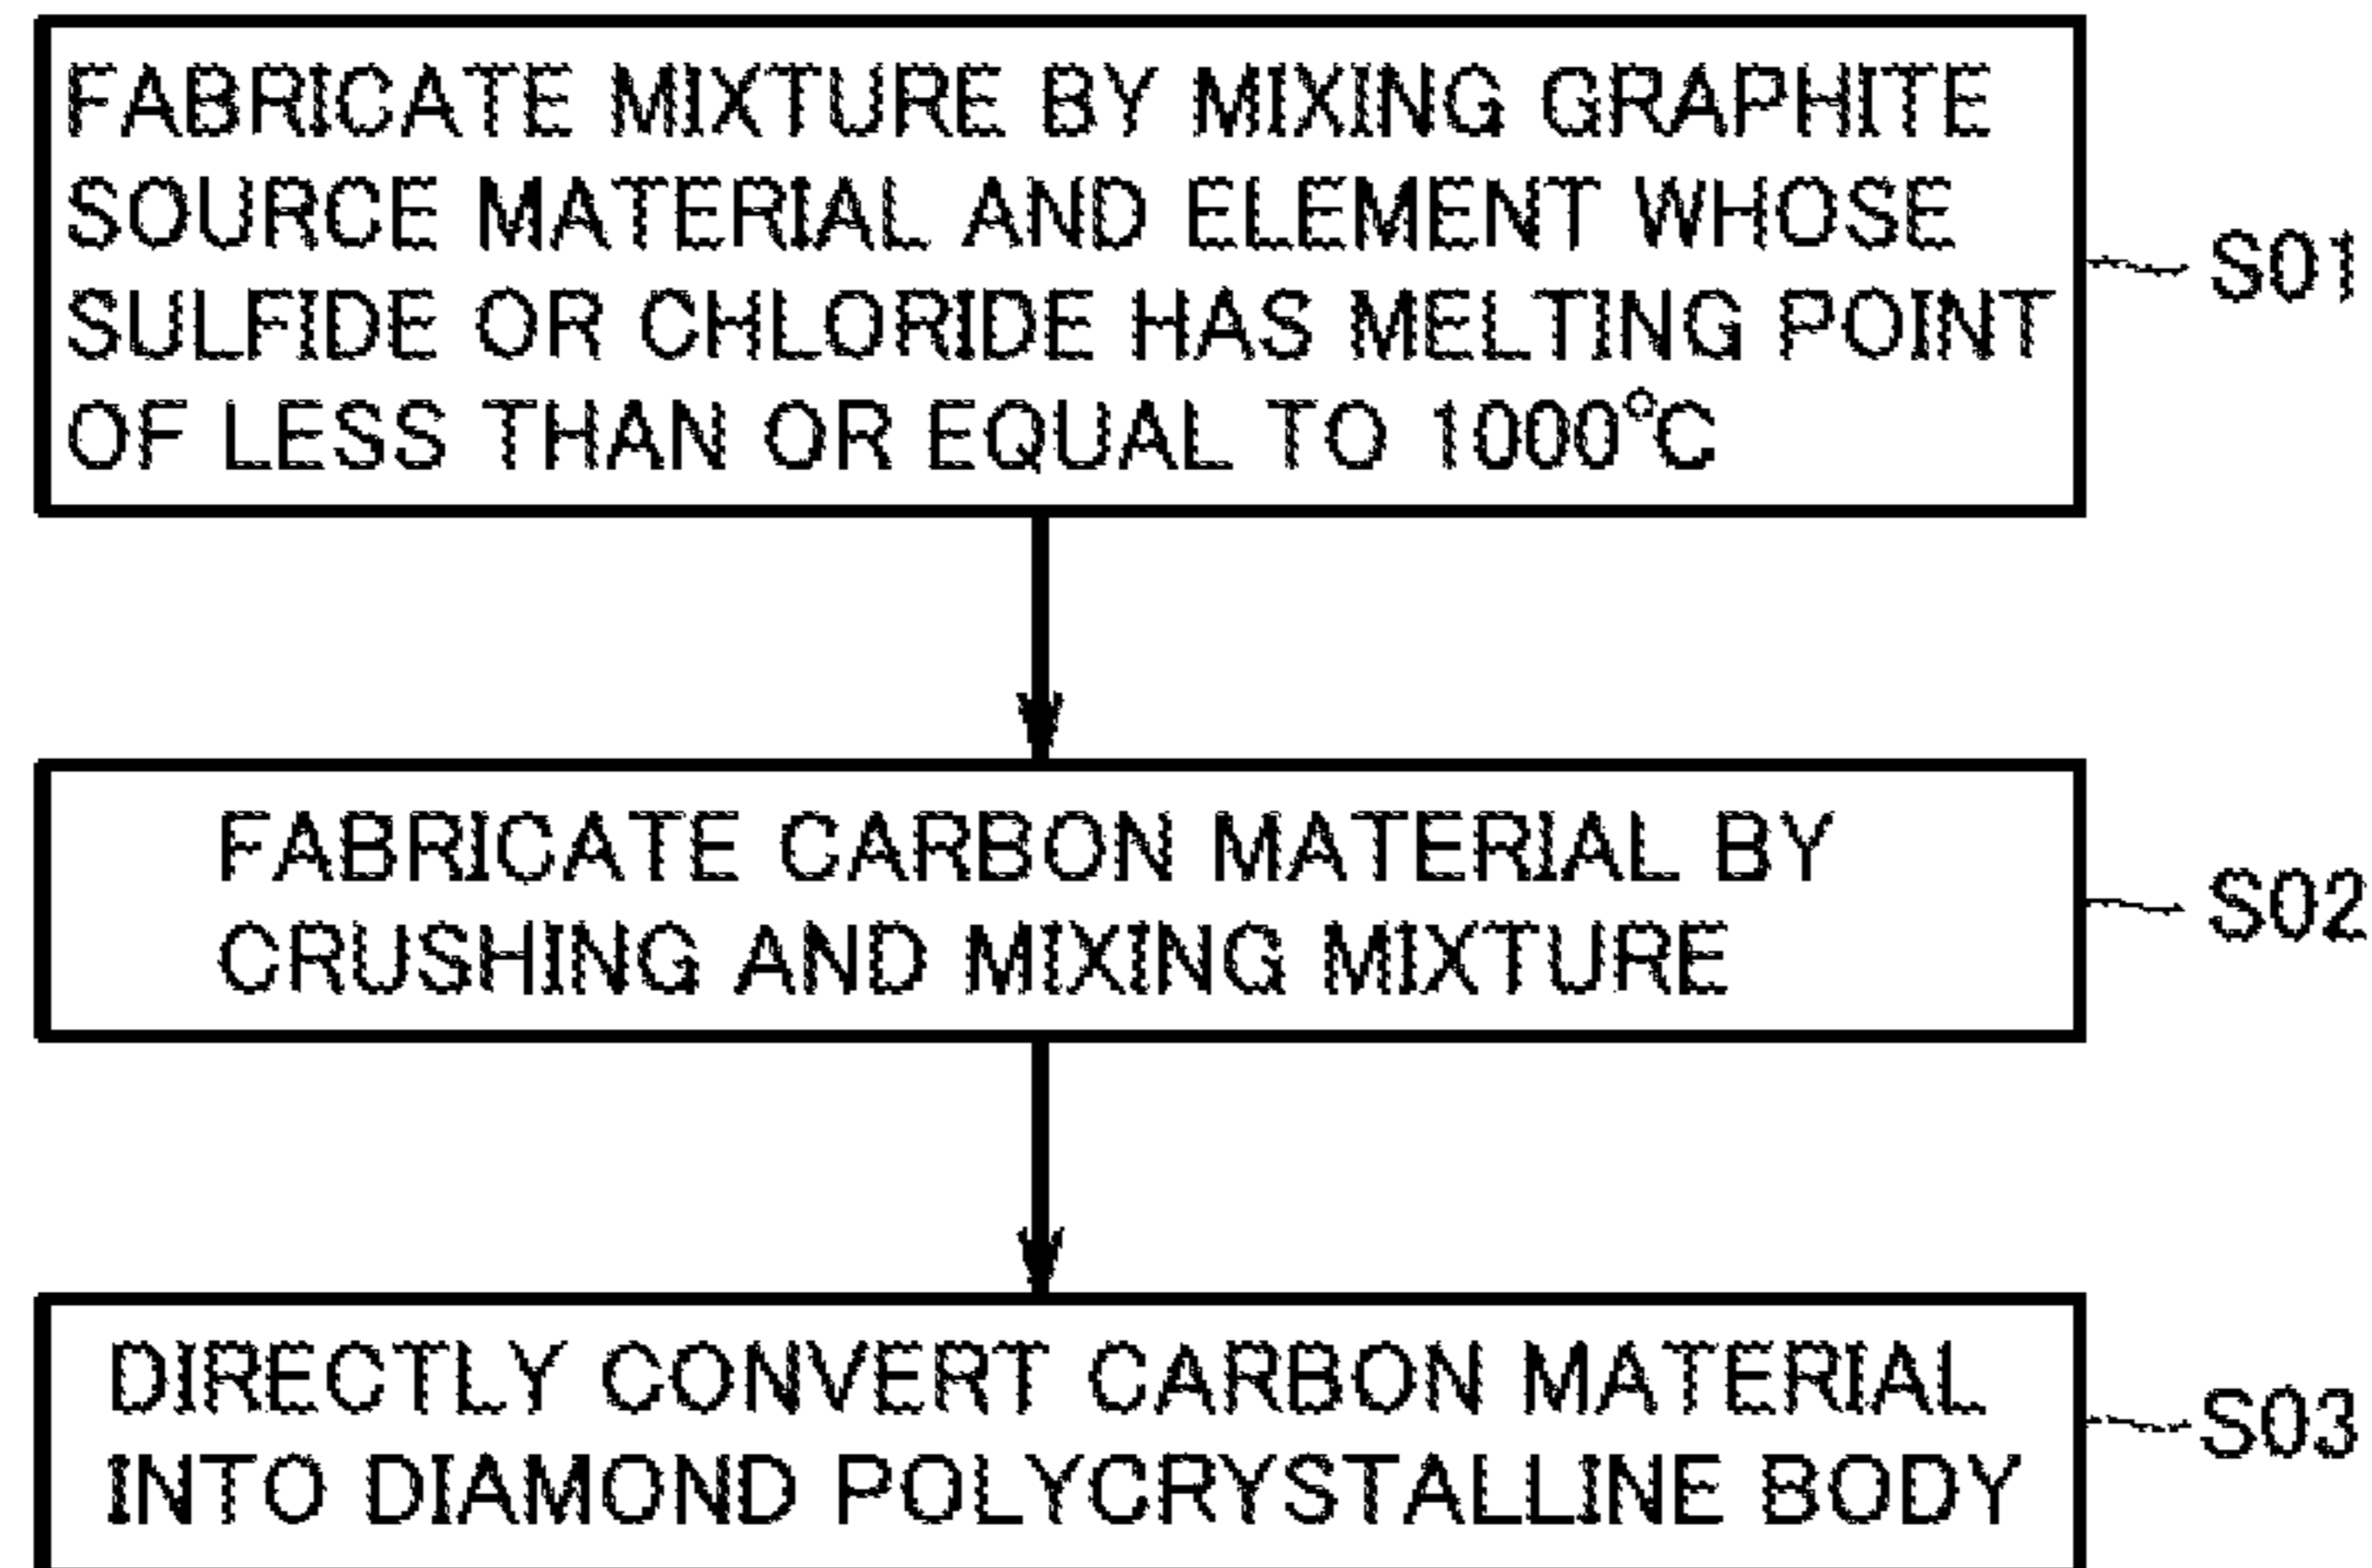 FABRICATE MIXTURE BY MIXING GRAPHITE
SOURCE MATERIAL AND ELEMENT WHOSE
SULFIDE OR CHLORIDE HAS MELTING POINT
OF LESS THAN OR EQUAL TO 1000°C
S01
FABRICATE CARBON MATERIAL BY
CRUSHING AND MIXING MIXTURE
S02
DIRECTLY CONVERT CARBON MATERIAL
INTO DIAMOND POLYCRYSTALLINE BODY
S03